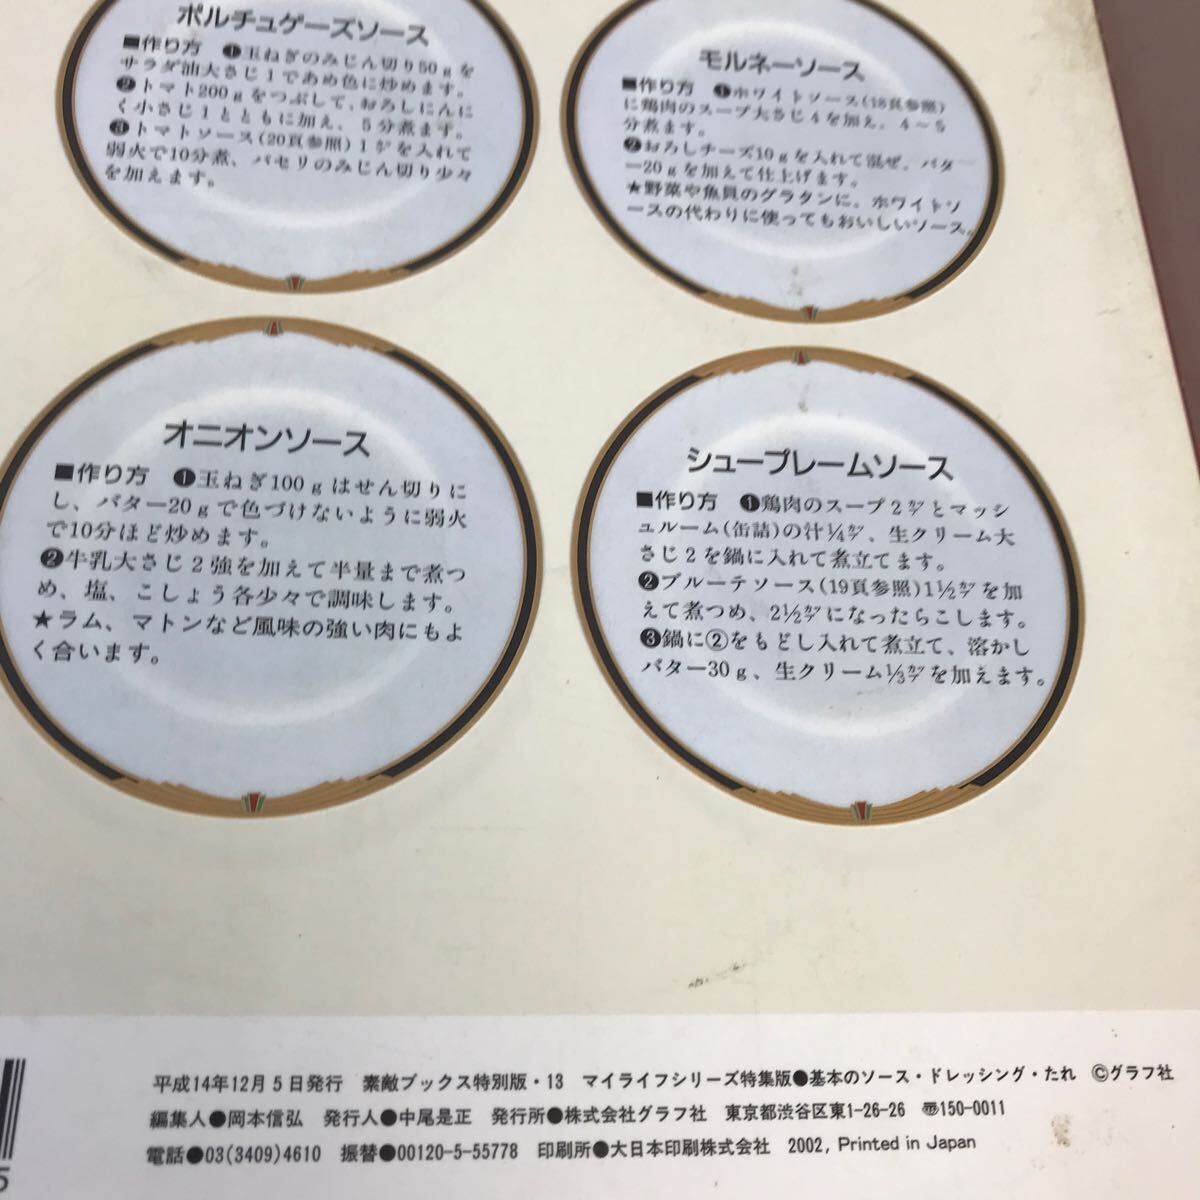 ポルチュゲーズソース
■作り方 ❶玉ねぎのみじん切り50gを
サラダ油大さじ1であめ色に炒めます。
❷トマト200gをつぶして、おろしにんに
く小さじ1とともに加え、5分煮ます。
❸トマトソース(20頁参照)1カップを入れて
弱火で10分煮、パセリのみじん切り少々
を加えます。
モルネーソース
■作り方 ❶ホワイトソース(18頁参照)
に鶏肉のスープ大さじ4を加え、4〜5
分煮ます。
❷おろしチーズ10gを入れて混ぜ、バタ
ー20gを加えて仕上げます。
★野菜や魚貝のグラタンに、ホワイトソ
ースの代わりに使ってもおいしいソース。
オニオンソース
■作り方 ❶玉ねぎ100gはせん切りに
し、バター20gで色づけないように弱火
で10分ほど炒めます。
❷牛乳大さじ2強を加えて半量まで煮つ
め、塩、こしょう各少々で調味します。
★ラム、マトンなど風味の強い肉にもよ
く合います。
シュープレームソース
■作り方 ❶鶏肉のスープ2カップとマッシ
ュルーム(缶詰)の汁¼カップ、生クリーム大
さじ2を鍋に入れて煮立てます。
❷ブルーテソース(19頁参照)1½カップを加
えて煮つめ、2½カップになったらこします。
❸鍋に②をもどし入れて煮立て、溶かし
バター30g、生クリーム⅓カップを加えます。
平成14年12月5日発行 素敵ブックス特別版・13 マイライフシリーズ特集版●基本のソース・ドレッシング・たれ ©グラフ社
編集人●岡本信弘 発行人●中尾是正 発行所●株式会社グラフ社 東京都渋谷区東1-26-26 〠150-0011
電話●03(3409)4610 振替●00120-5-55778 印刷所●大日本印刷株式会社 2002, Printed in Japan
5